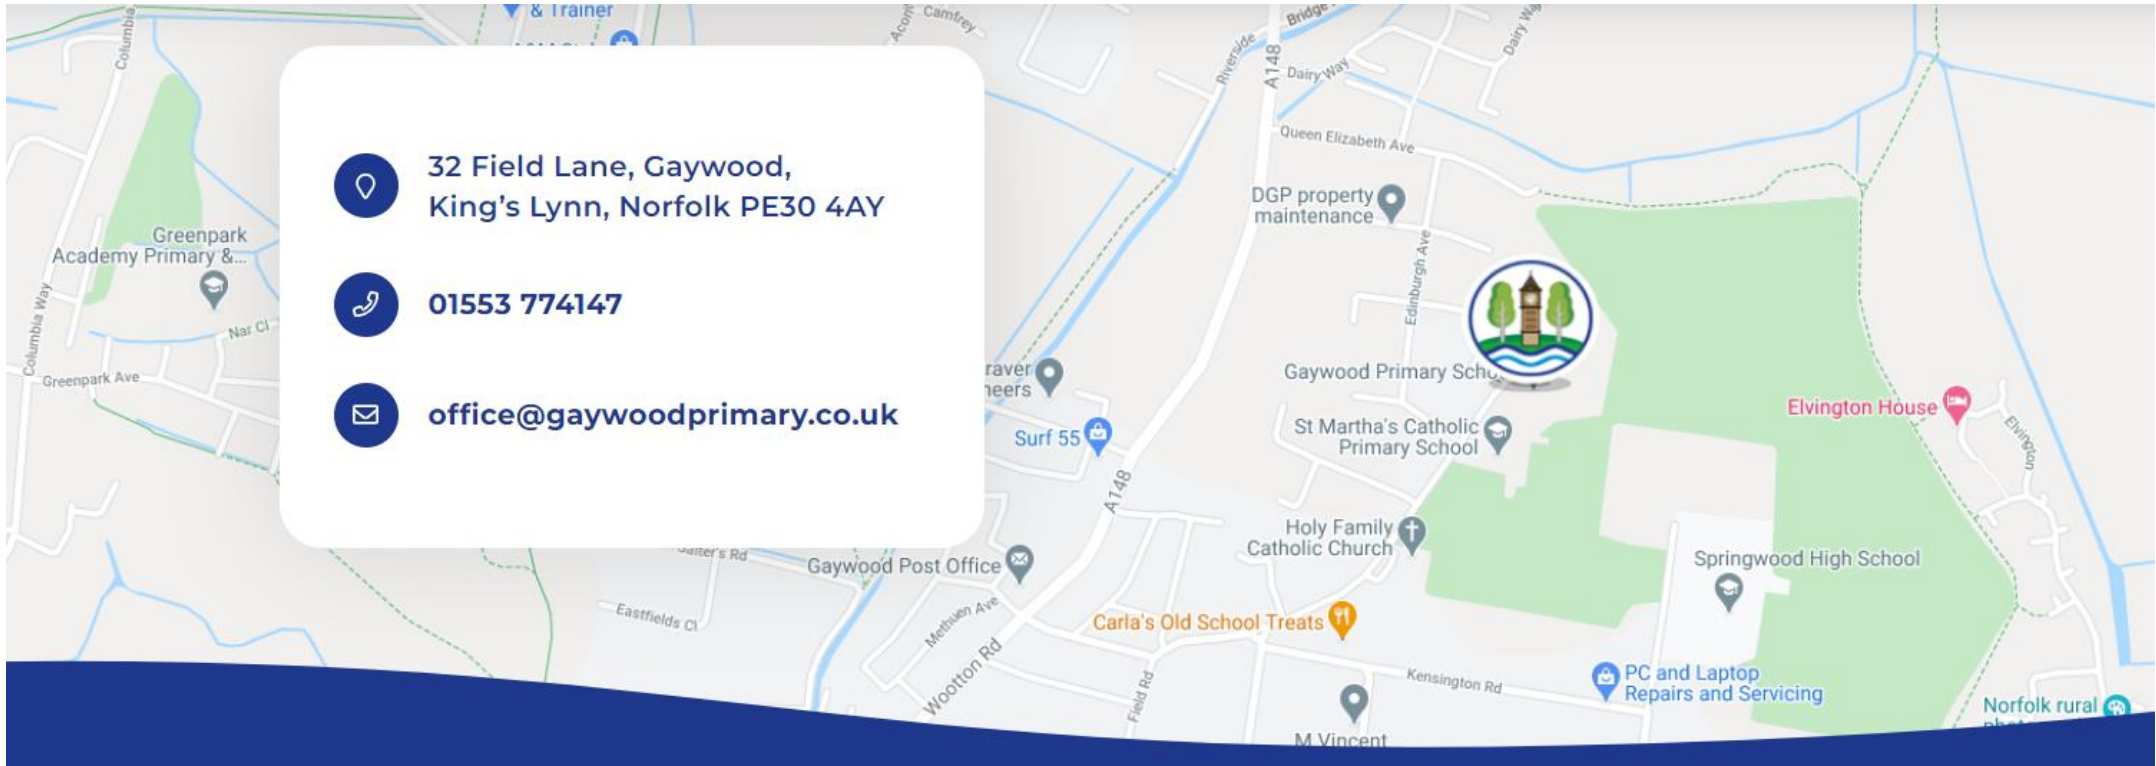 & Trainer
Camfrey
Columbia
Riverside
A148
Bridge
Dairy Way
Dairy Way
Queen Elizabeth Ave
32 Field Lane, Gaywood,
King's Lynn, Norfolk PE30 4AY
01553 774147
office@gaywoodprimary.co.uk
Greenpark
Academy Primary &...
Columbia Way
Nar Cl
Greenpark Ave
DGP property
maintenance
Edinburgh Ave
Gaywood Primary Scho
St Martha's Catholic
Primary School
Elvington House
Elvington
Surf 55
A148
Holy Family
Catholic Church
Springwood High School
Gaywood Post Office
Eastfields Cl
Methuen Ave
Wootton Rd
Carla's Old School Treats
Field Rd
Kensington Rd
PC and Laptop
Repairs and Servicing
Norfolk rural
M Vincent